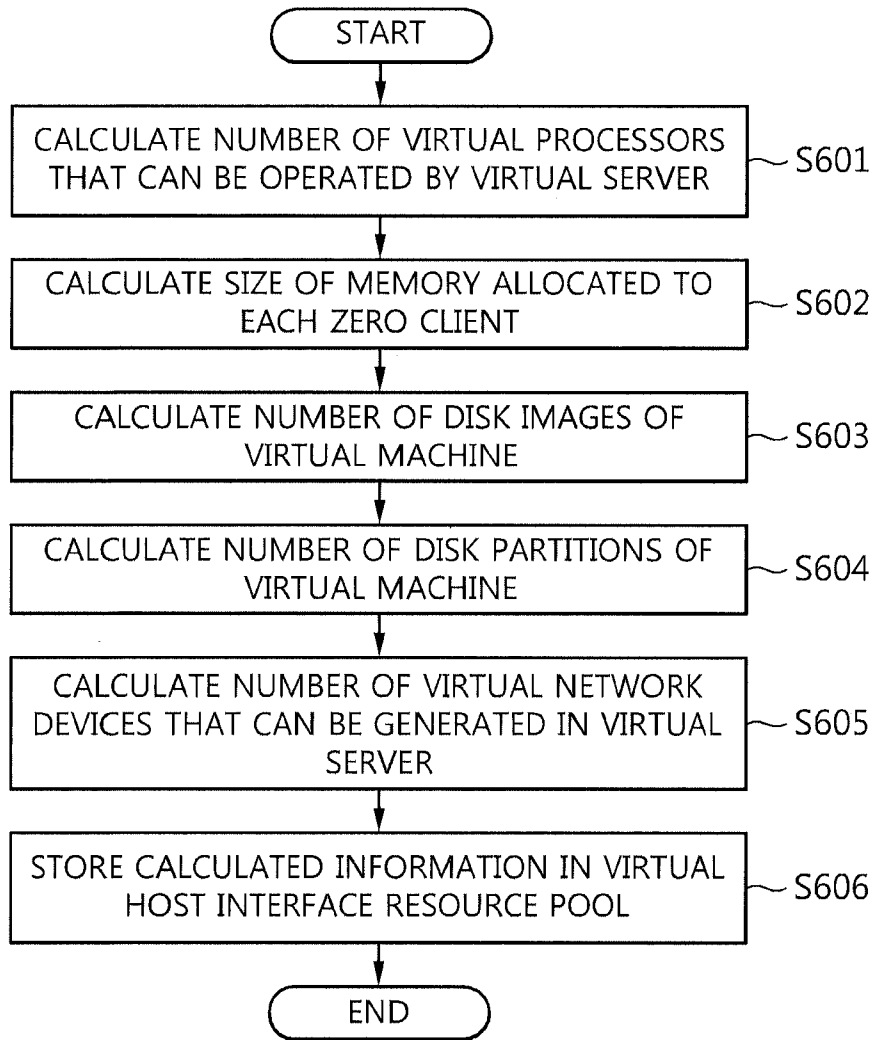 START
CALCULATE NUMBER OF VIRTUAL PROCESSORS
THAT CAN BE OPERATED BY VIRTUAL SERVER
S601
CALCULATE SIZE OF MEMORY ALLOCATED TO
EACH ZERO CLIENT
S602
CALCULATE NUMBER OF DISK IMAGES OF
VIRTUAL MACHINE
S603
CALCULATE NUMBER OF DISK PARTITIONS OF
VIRTUAL MACHINE
S604
CALCULATE NUMBER OF VIRTUAL NETWORK
DEVICES THAT CAN BE GENERATED IN VIRTUAL
SERVER
S605
STORE CALCULATED INFORMATION IN VIRTUAL
HOST INTERFACE RESOURCE POOL
S606
END